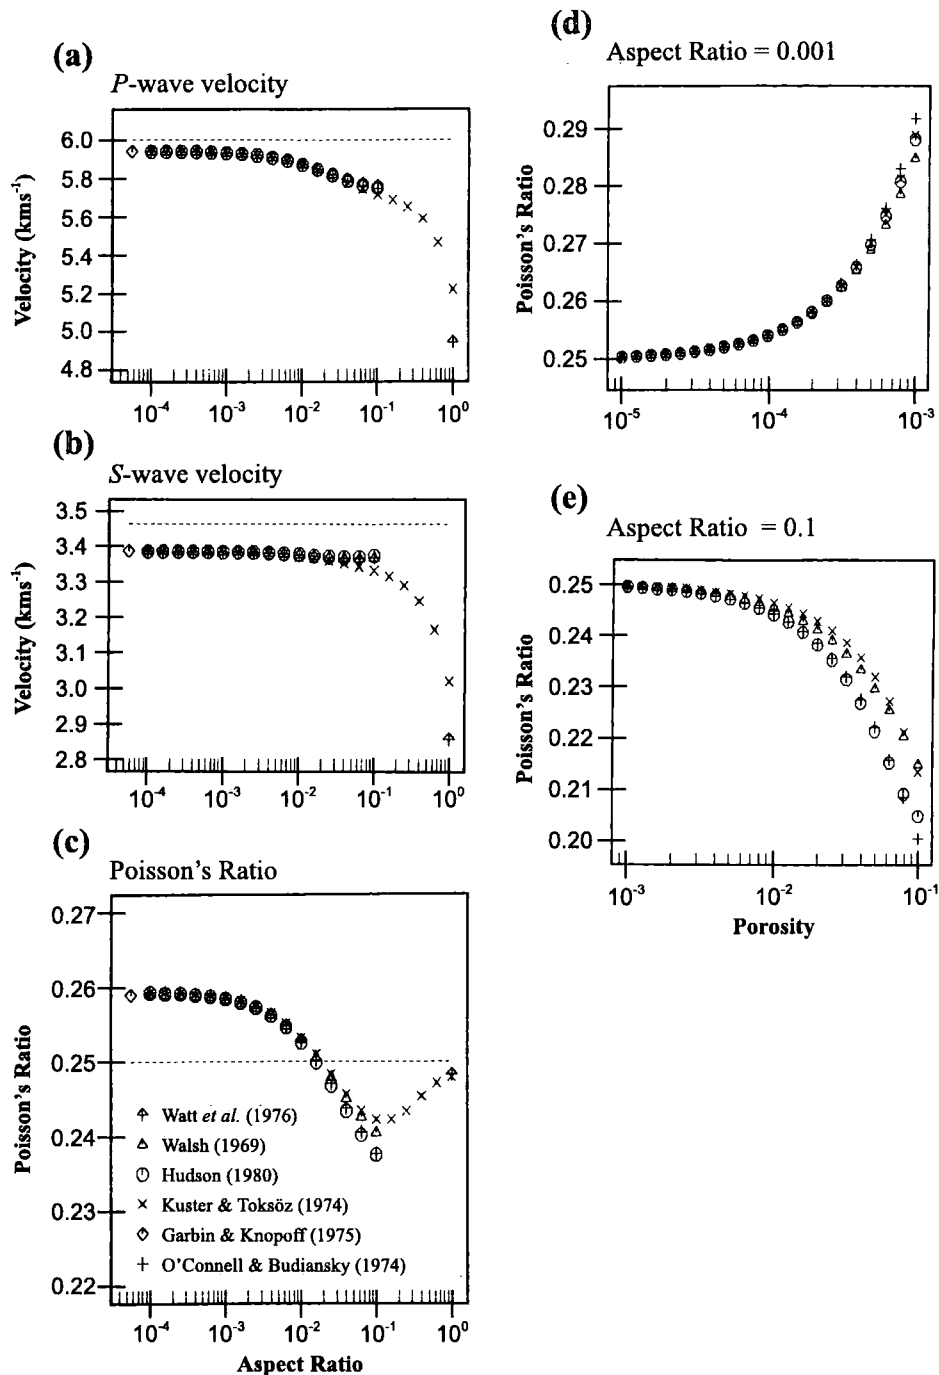 (a)
P-wave velocity
Velocity (kms⁻¹)
6.0
5.8
5.6
5.4
5.2
5.0
4.8
10⁻⁴
10⁻³
10⁻²
10⁻¹
10⁰
(b)
S-wave velocity
Velocity (kms⁻¹)
3.5
3.4
3.3
3.2
3.1
3.0
2.9
2.8
10⁻⁴
10⁻³
10⁻²
10⁻¹
10⁰
(c)
Poisson's Ratio
Poisson's Ratio
0.27
0.26
0.25
0.24
0.23
0.22
Watt et al. (1976)
Walsh (1969)
Hudson (1980)
Kuster & Toksöz (1974)
Garbin & Knopoff (1975)
O'Connell & Budiansky (1974)
10⁻⁴
10⁻³
10⁻²
10⁻¹
10⁰
Aspect Ratio
(d)
Aspect Ratio = 0.001
Poisson's Ratio
0.29
0.28
0.27
0.26
0.25
10⁻⁵
10⁻⁴
10⁻³
(e)
Aspect Ratio = 0.1
Poisson's Ratio
0.25
0.24
0.23
0.22
0.21
0.20
10⁻³
10⁻²
10⁻¹
Porosity